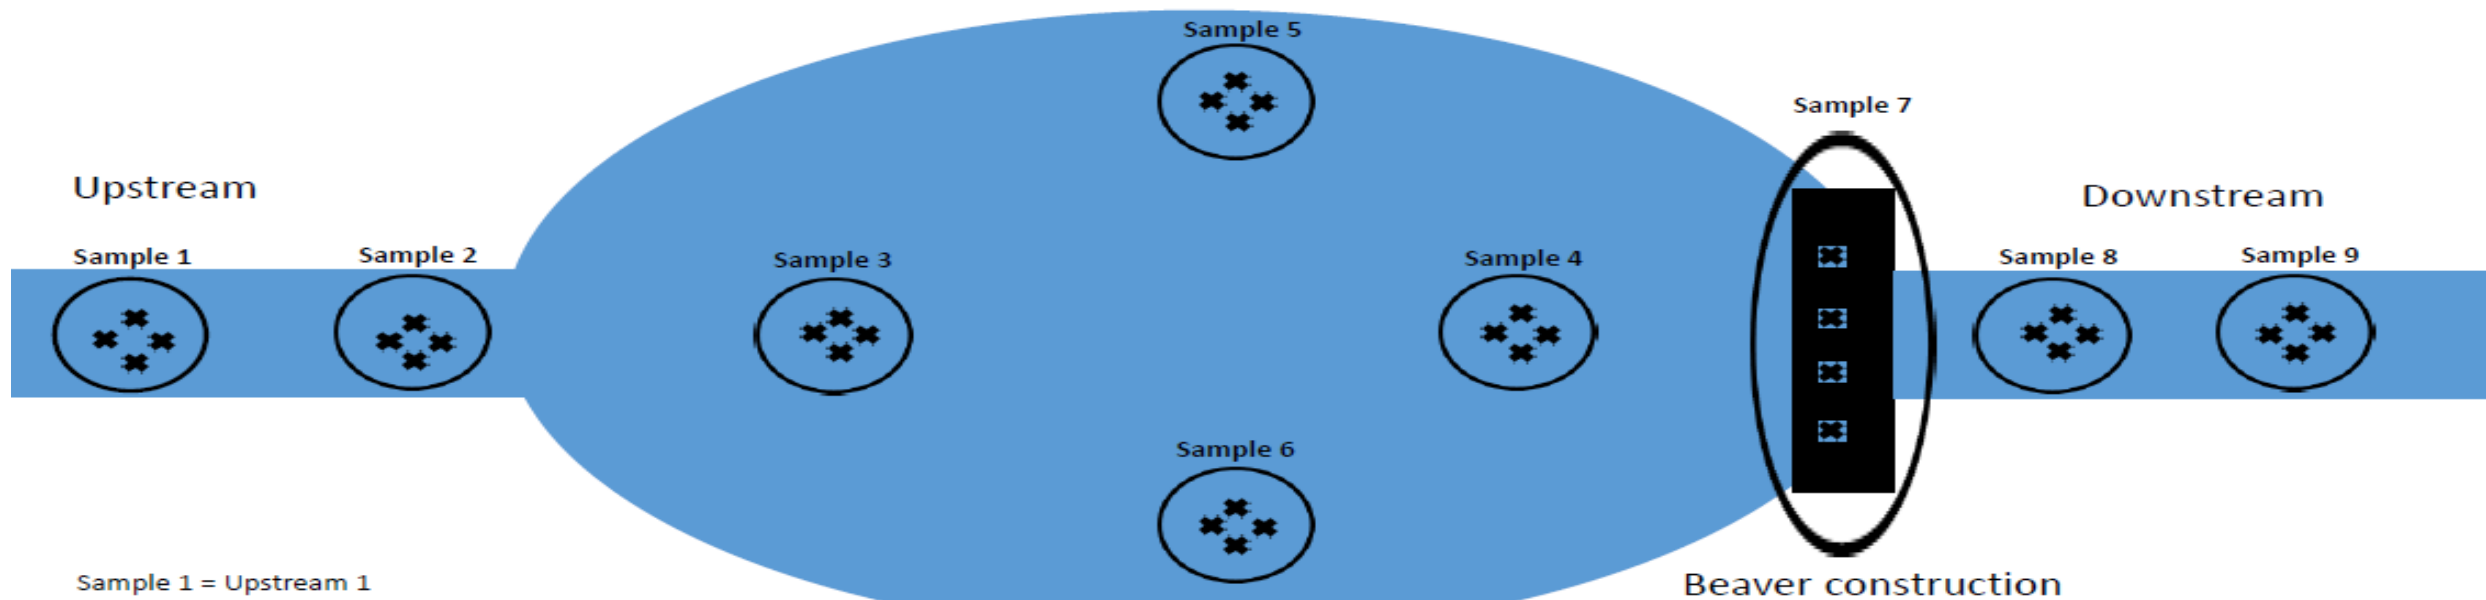 Sample 5
Sample 7
Upstream
Downstream
Sample 1
Sample 2
Sample 3
Sample 4
Sample 8
Sample 9
Sample 6
Sample 1 = Upstream 1
Beaver construction